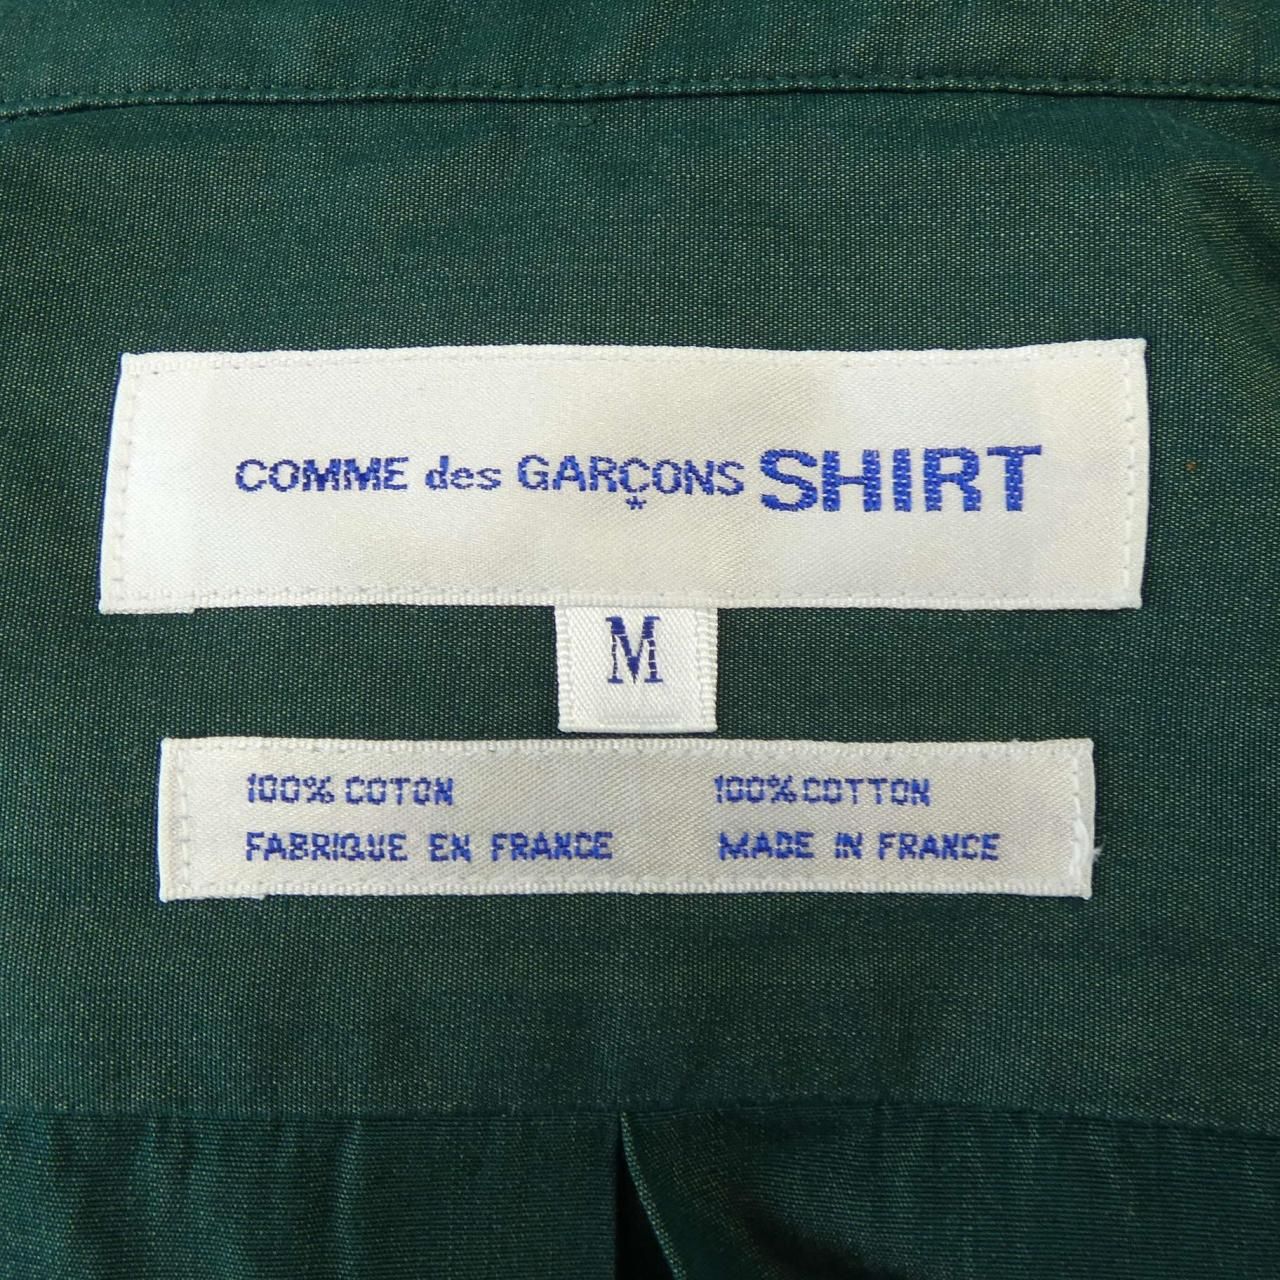 COMME des GARÇONS SHIRT
*
M
100% COTON 100% COTTON
FABRIQUE EN FRANCE MADE IN FRANCE